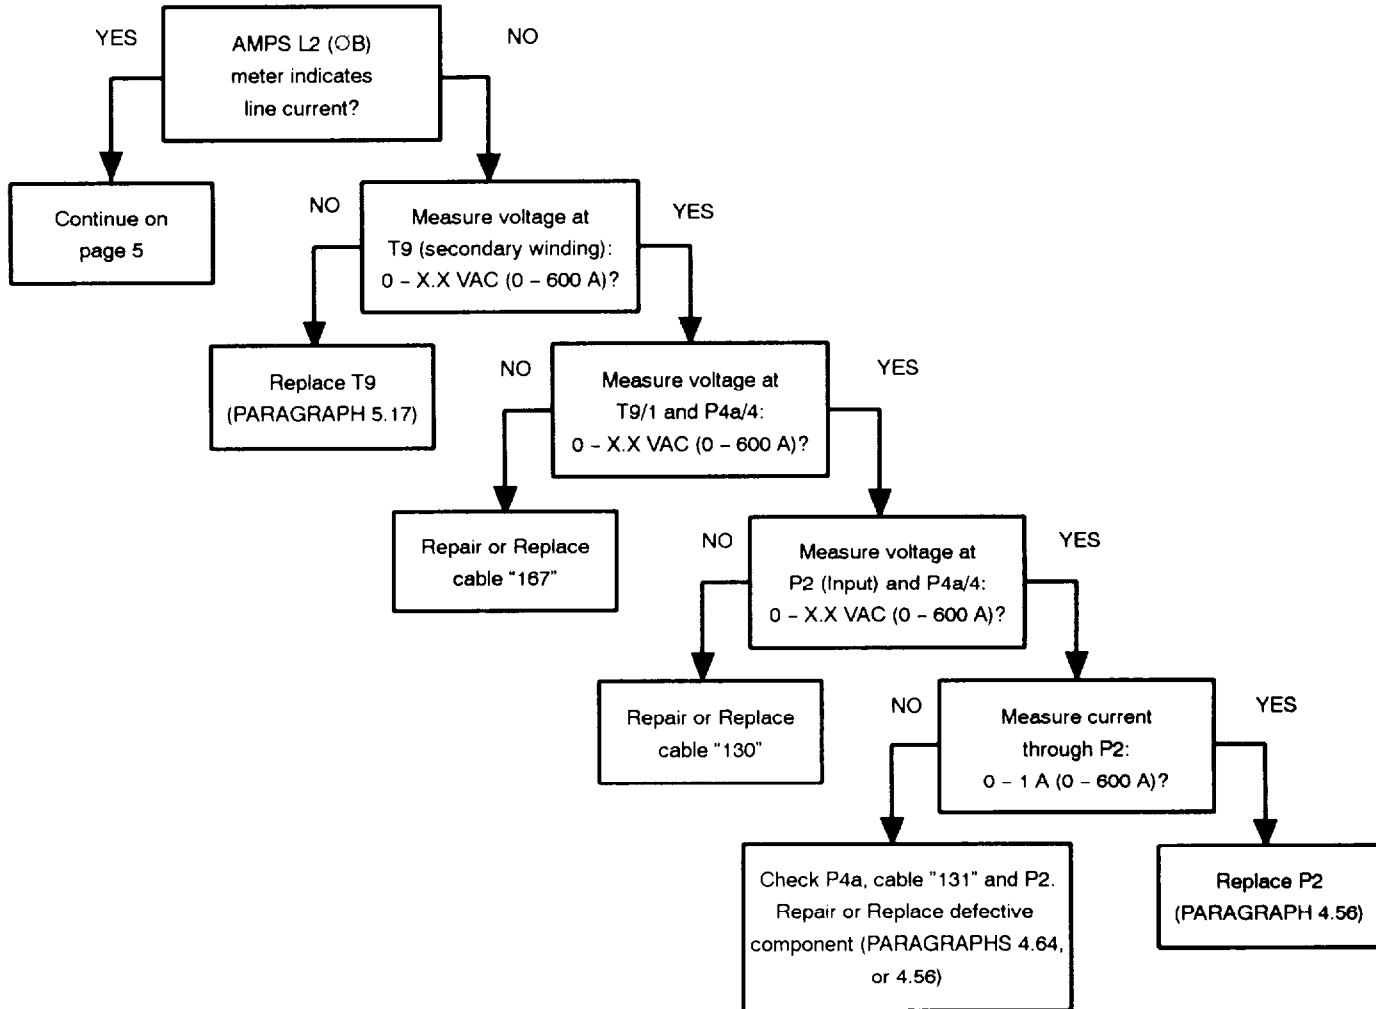 YES
AMPS L2 (ØB)
meter indicates
line current?
NO
Continue on
page 5
NO
Measure voltage at
T9 (secondary winding):
0 – X.X VAC (0 – 600 A)?
YES
Replace T9
(PARAGRAPH 5.17)
NO
Measure voltage at
T9/1 and P4a/4:
0 – X.X VAC (0 – 600 A)?
YES
Repair or Replace
cable "167"
NO
Measure voltage at
P2 (Input) and P4a/4:
0 – X.X VAC (0 – 600 A)?
YES
Repair or Replace
cable "130"
NO
Measure current
through P2:
0 – 1 A (0 – 600 A)?
YES
Check P4a, cable "131" and P2.
Repair or Replace defective
component (PARAGRAPHS 4.64,
or 4.56)
Replace P2
(PARAGRAPH 4.56)